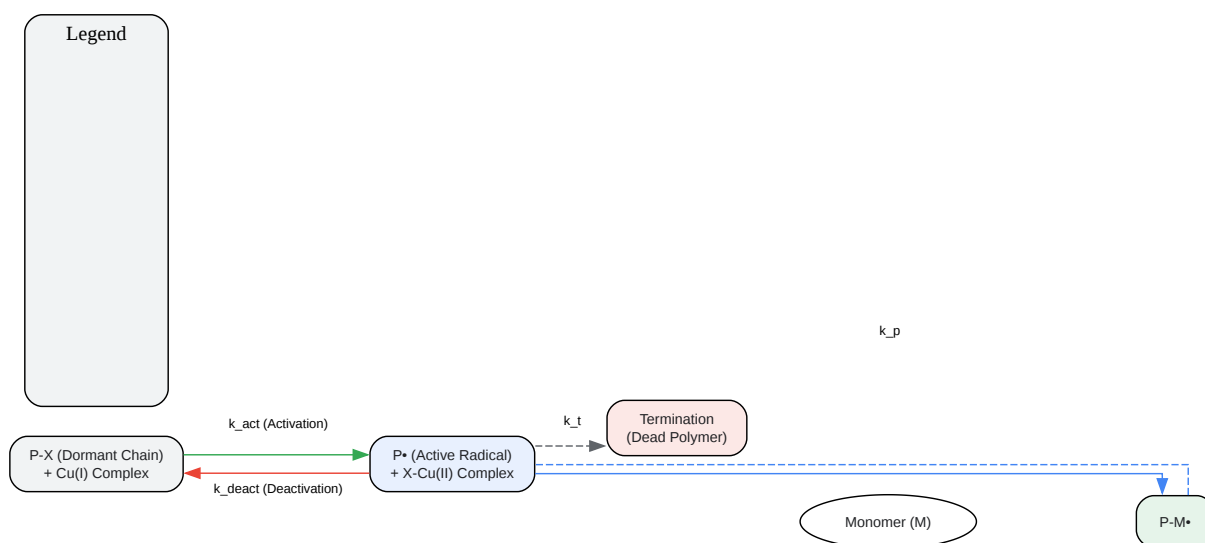 Legend
k_p
k_act (Activation)
k_t
Termination
(Dead Polymer)
P-X (Dormant Chain)
+ Cu(I) Complex
P• (Active Radical)
+ X-Cu(II) Complex
k_deact (Deactivation)
Monomer (M)
P-M•